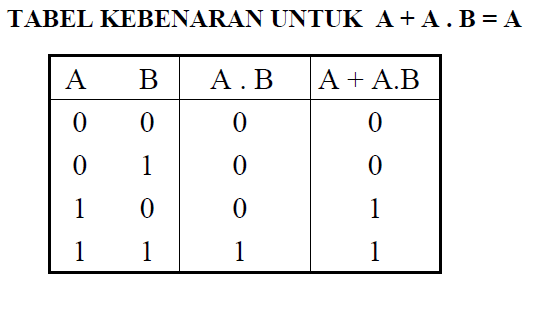 TABEL KEBENARAN UNTUK A + A . B = A
A B A . B A + A.B
0 0 0 0
0 1 0 0
1 0 0 1
1 1 1 1